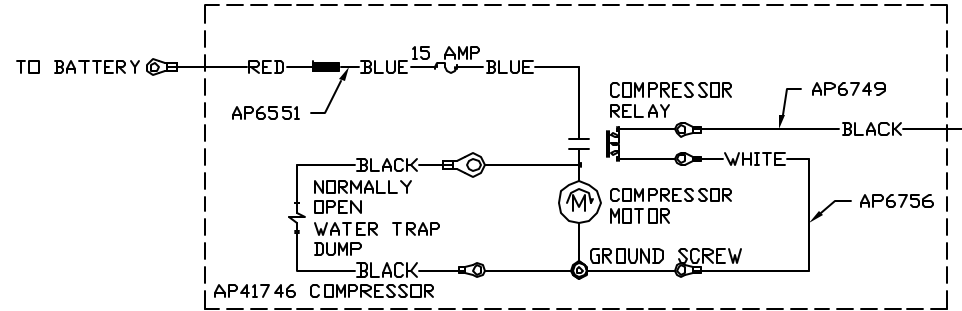 TO BATTERY
RED
BLUE
15 AMP
BLUE
AP6551
COMPRESSOR
RELAY
AP6749
BLACK
WHITE
BLACK
NORMALLY
OPEN
WATER TRAP
DUMP
M
COMPRESSOR
MOTOR
AP6756
GROUND SCREW
BLACK
AP41746 COMPRESSOR